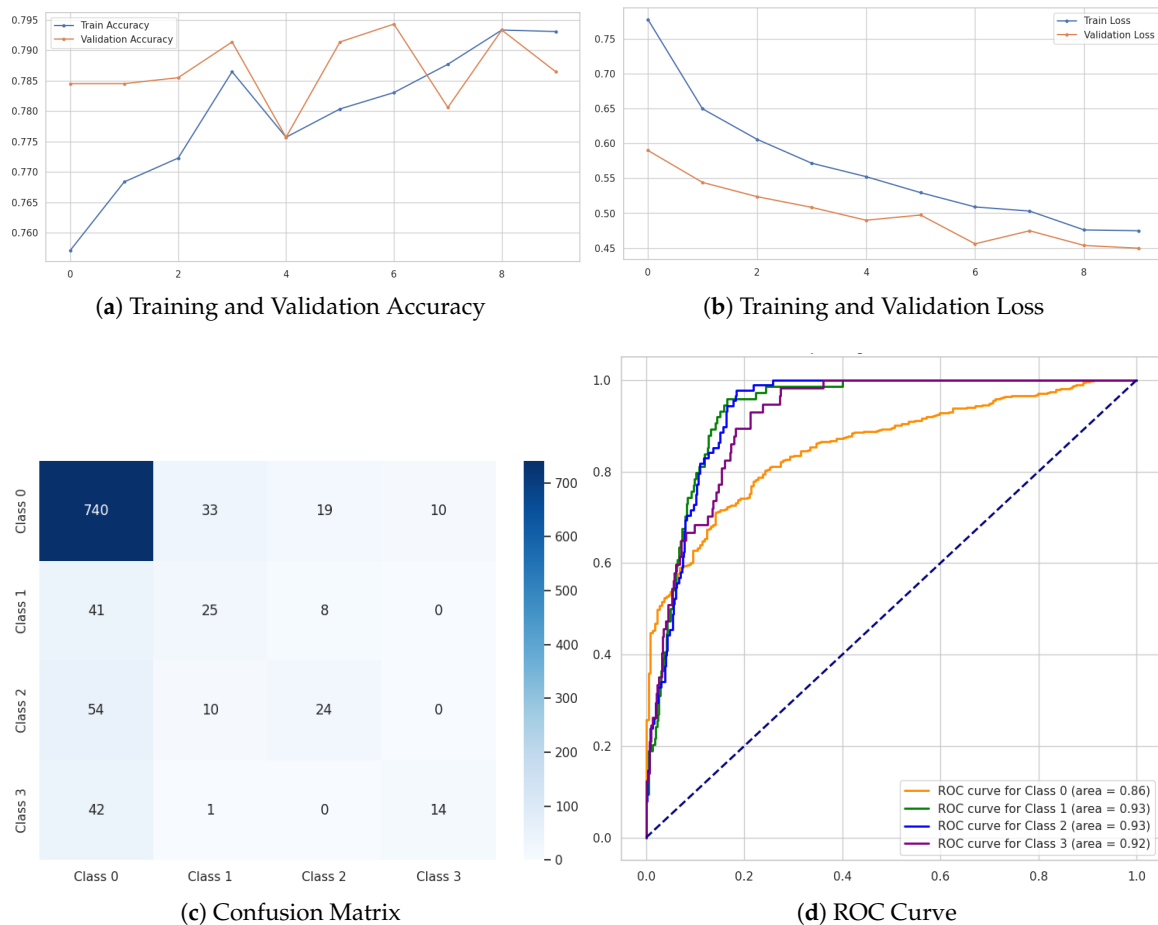 0.795
0.790
0.785
0.780
0.775
0.770
0.765
0.760
Train Accuracy
Validation Accuracy
0 2 4 6 8
(a) Training and Validation Accuracy
0.75
0.70
0.65
0.60
0.55
0.50
0.45
Train Loss
Validation Loss
0 2 4 6 8
(b) Training and Validation Loss
Class 0
740 33 19 10
Class 1
41 25 8 0
Class 2
54 10 24 0
Class 3
42 1 0 14
Class 0 Class 1 Class 2 Class 3
700
600
500
400
300
200
100
0
(c) Confusion Matrix
1.0
0.8
0.6
0.4
0.2
0.0
ROC curve for Class 0 (area = 0.86)
ROC curve for Class 1 (area = 0.93)
ROC curve for Class 2 (area = 0.93)
ROC curve for Class 3 (area = 0.92)
0.0 0.2 0.4 0.6 0.8 1.0
(d) ROC Curve